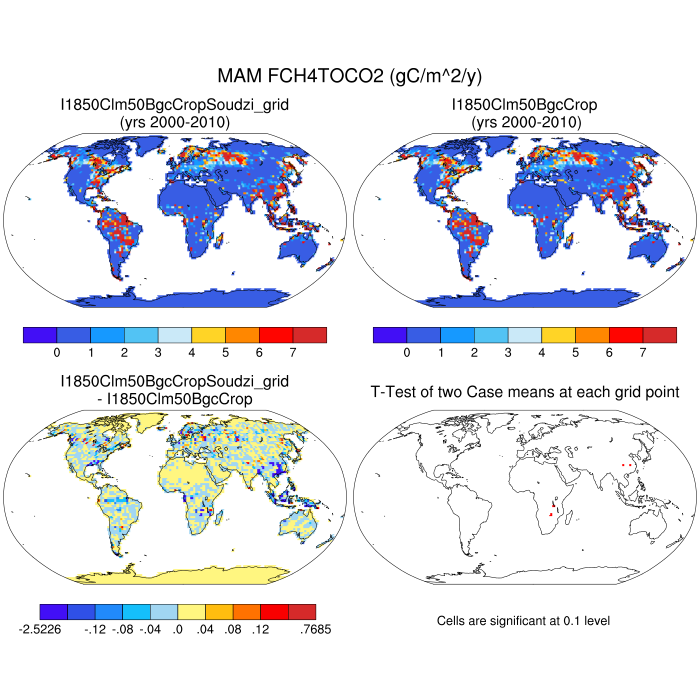 MAM FCH4TOCO2 (gC/m^2/y)
I1850Clm50BgcCropSoudzi_grid
(yrs 2000-2010)
I1850Clm50BgcCrop
(yrs 2000-2010)
0 1 2 3 4 5 6 7
0 1 2 3 4 5 6 7
I1850Clm50BgcCropSoudzi_grid
- I1850Clm50BgcCrop
T-Test of two Case means at each grid point
-2.5226 -.12 -.08 -.04 .0 .04 .08 .12 .7685
Cells are significant at 0.1 level